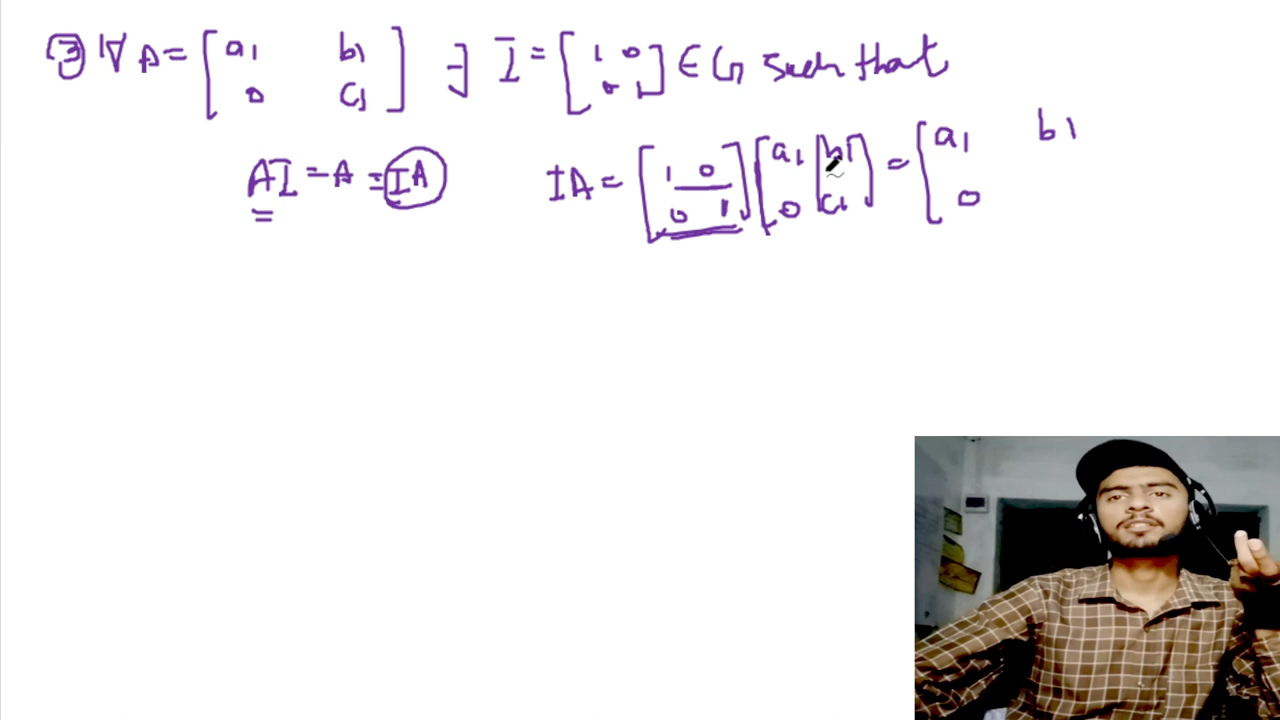 ③ ∀ A = [ a1 b1 ] ∃ I = [ 1 0 ] ∈ G such that
[ 0 c1 ] [ 0 1 ]
AI = A = IA IA = [ 1 0 ] [ a1 b1 ] = [ a1 b1
[ 0 1 ] [ 0 c1 ] [ 0